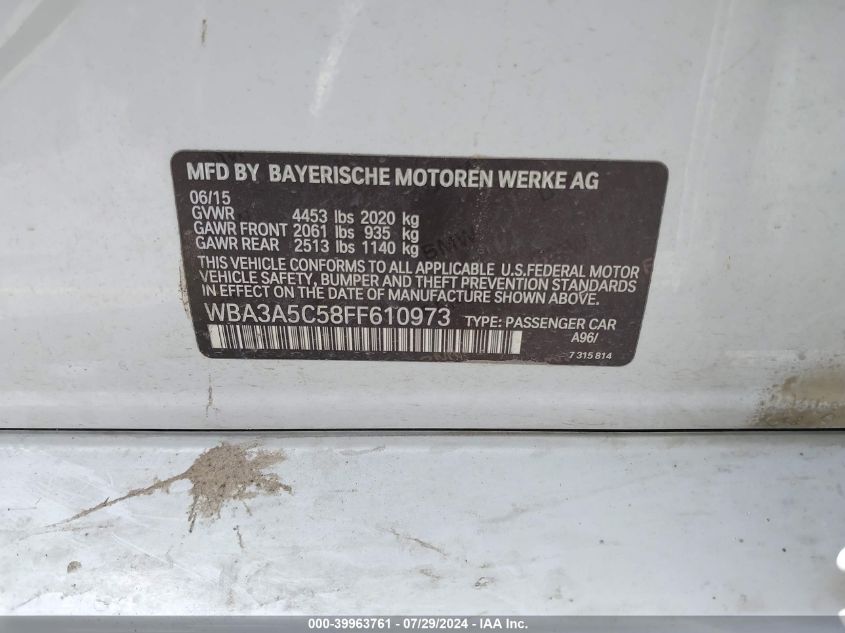 MFD BY BAYERISCHE MOTOREN WERKE AG
06/15
GVWR 4453 lbs 2020 kg
GAWR FRONT 2061 lbs 935 kg
GAWR REAR 2513 lbs 1140 kg
THIS VEHICLE CONFORMS TO ALL APPLICABLE U.S.FEDERAL MOTOR
VEHICLE SAFETY, BUMPER AND THEFT PREVENTION STANDARDS
IN EFFECT ON THE DATE OF MANUFACTURE SHOWN ABOVE.
WBA3A5C58FF610973 TYPE: PASSENGER CAR
A96/
7 315 814
000-39963761 - 07/29/2024 - IAA Inc.